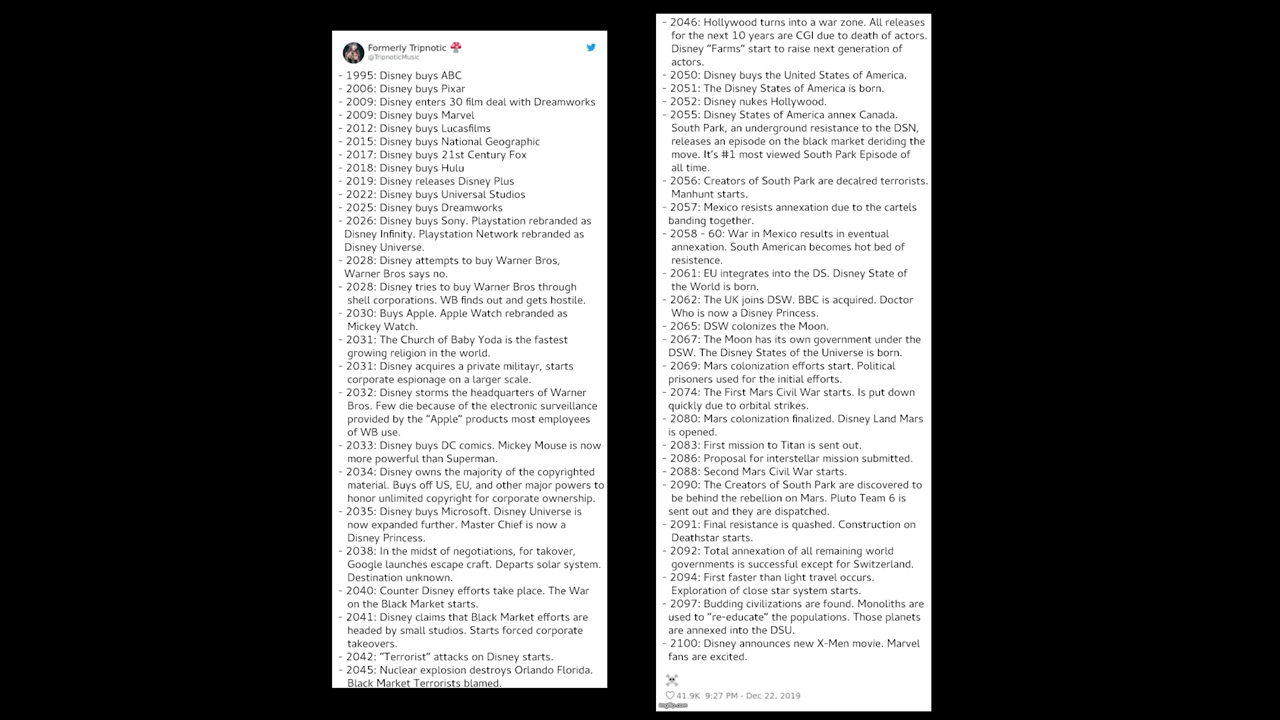 Formerly Tripnotic 🍄
@TripnoticMusic
- 1995: Disney buys ABC
- 2006: Disney buys Pixar
- 2009: Disney enters 30 film deal with Dreamworks
- 2009: Disney buys Marvel
- 2012: Disney buys Lucasfilms
- 2015: Disney buys National Geographic
- 2017: Disney buys 21st Century Fox
- 2018: Disney buys Hulu
- 2019: Disney releases Disney Plus
- 2022: Disney buys Universal Studios
- 2025: Disney buys Dreamworks
- 2026: Disney buys Sony. Playstation rebranded as
Disney Infinity. Playstation Network rebranded as
Disney Universe.
- 2028: Disney attempts to buy Warner Bros,
Warner Bros says no.
- 2028: Disney tries to buy Warner Bros through
shell corporations. WB finds out and gets hostile.
- 2030: Buys Apple. Apple Watch rebranded as
Mickey Watch.
- 2031: The Church of Baby Yoda is the fastest
growing religion in the world.
- 2031: Disney acquires a private militayr, starts
corporate espionage on a larger scale.
- 2032: Disney storms the headquarters of Warner
Bros. Few die because of the electronic surveillance
provided by the "Apple" products most employees
of WB use.
- 2033: Disney buys DC comics. Mickey Mouse is now
more powerful than Superman.
- 2034: Disney owns the majority of the copyrighted
material. Buys off US, EU, and other major powers to
honor unlimited copyright for corporate ownership.
- 2035: Disney buys Microsoft. Disney Universe is
now expanded further. Master Chief is now a
Disney Princess.
- 2038: In the midst of negotiations, for takover,
Google launches escape craft. Departs solar system.
Destination unknown.
- 2040: Counter Disney efforts take place. The War
on the Black Market starts.
- 2041: Disney claims that Black Market efforts are
headed by small studios. Starts forced corporate
takeovers.
- 2042: "Terrorist" attacks on Disney starts.
- 2045: Nuclear explosion destroys Orlando Florida.
Black Market Terrorists blamed.
- 2046: Hollywood turns into a war zone. All releases
for the next 10 years are CGI due to death of actors.
Disney "Farms" start to raise next generation of
actors.
- 2050: Disney buys the United States of America.
- 2051: The Disney States of America is born.
- 2052: Disney nukes Hollywood.
- 2055: Disney States of America annex Canada.
South Park, an underground resistance to the DSN,
releases an episode on the black market deriding the
move. It's #1 most viewed South Park Episode of
all time.
- 2056: Creators of South Park are decalred terrorists.
Manhunt starts.
- 2057: Mexico resists annexation due to the cartels
banding together.
- 2058 - 60: War in Mexico results in eventual
annexation. South American becomes hot bed of
resistence.
- 2061: EU integrates into the DS. Disney State of
the World is born.
- 2062: The UK joins DSW. BBC is acquired. Doctor
Who is now a Disney Princess.
- 2065: DSW colonizes the Moon.
- 2067: The Moon has its own government under the
DSW. The Disney States of the Universe is born.
- 2069: Mars colonization efforts start. Political
prisoners used for the initial efforts.
- 2074: The First Mars Civil War starts. Is put down
quickly due to orbital strikes.
- 2080: Mars colonization finalized. Disney Land Mars
is opened.
- 2083: First mission to Titan is sent out.
- 2086: Proposal for interstellar mission submitted.
- 2088: Second Mars Civil War starts.
- 2090: The Creators of South Park are discovered to
be behind the rebellion on Mars. Pluto Team 6 is
sent out and they are dispatched.
- 2091: Final resistance is quashed. Construction on
Deathstar starts.
- 2092: Total annexation of all remaining world
governments is successful except for Switzerland.
- 2094: First faster than light travel occurs.
Exploration of close star system starts.
- 2097: Budding civilizations are found. Monoliths are
used to "re-educate" the populations. Those planets
are annexed into the DSU.
- 2100: Disney announces new X-Men movie. Marvel
fans are excited.
☠
♡ 41.9K 9:27 PM - Dec 22, 2019
imgflip.com